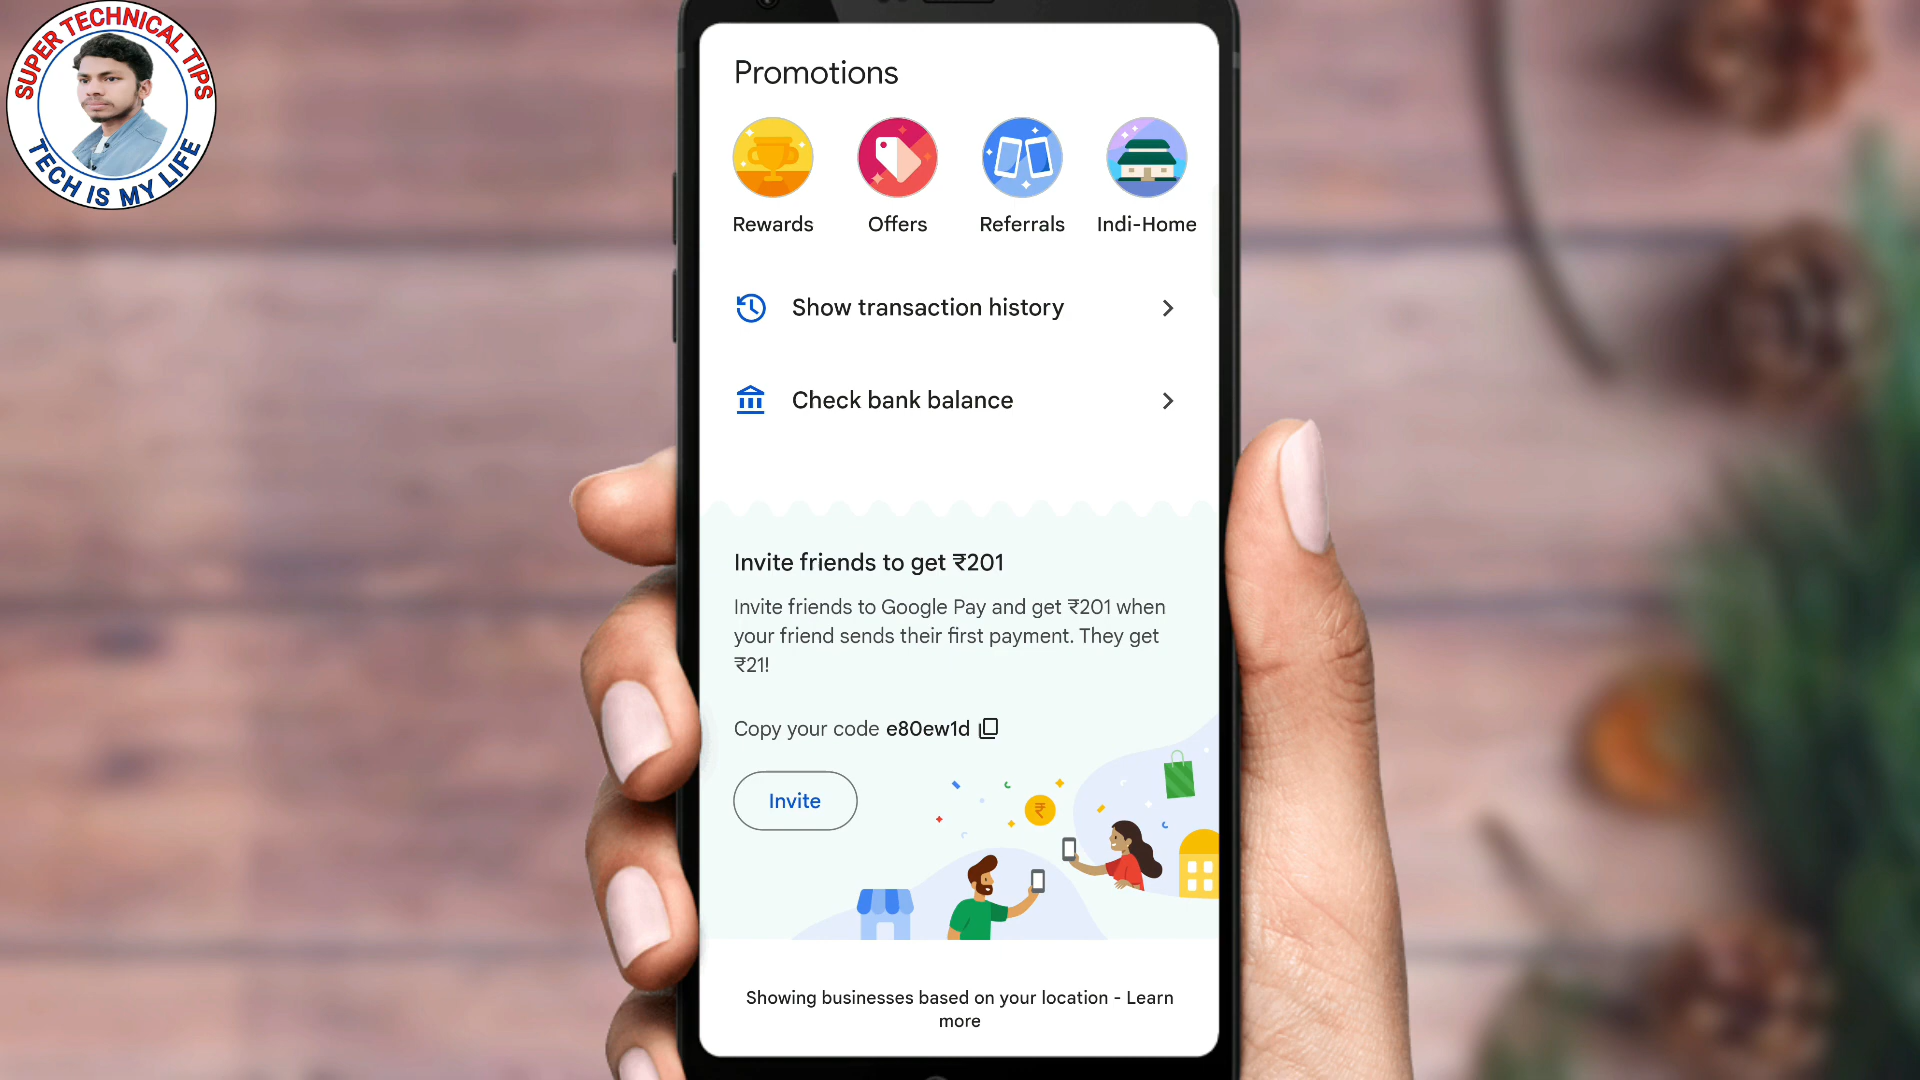 SUPER TECHNICAL TIPS
TECH IS MY LIFE
Promotions
Rewards
Offers
Referrals
Indi-Home
Show transaction history
Check bank balance
Invite friends to get ₹201
Invite friends to Google Pay and get ₹201 when
your friend sends their first payment. They get
₹21!
Copy your code e80ew1d
Invite
₹
Showing businesses based on your location - Learn
more